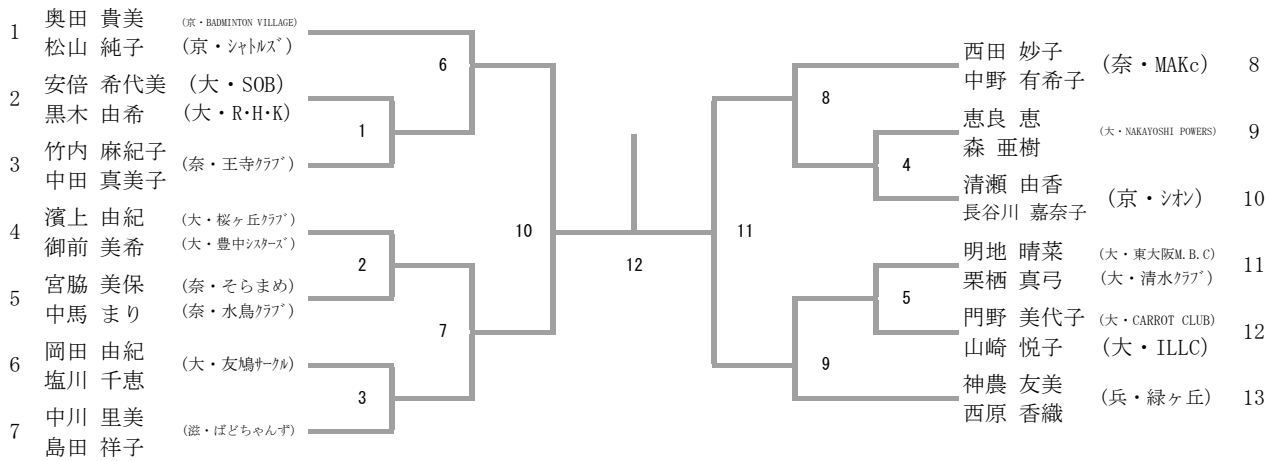 1 奥田 貴美 (京・BADMINTON VILLAGE)
松山 純子 (京・シャトルズ)
2 安倍 希代美 (大・SOB)
黒木 由希 (大・R・H・K)
3 竹内 麻紀子 (奈・王寺クラブ)
中田 真美子
4 濱上 由紀 (大・桜ヶ丘クラブ)
御前 美希 (大・豊中シスターズ)
5 宮脇 美保 (奈・そらまめ)
中馬 まり (奈・水鳥クラブ)
6 岡田 由紀 (大・友鳩サークル)
塩川 千恵
7 中川 里美 (滋・ばどちゃんず)
島田 祥子
6
1
2
7
3
10
12
11
8
4
5
9
西田 妙子 (奈・MAKc) 8
中野 有希子
恵良 恵 (大・NAKAYOSHI POWERS) 9
森 亜樹
清瀬 由香 (京・シオン) 10
長谷川 嘉奈子
明地 晴菜 (大・東大阪M.B.C) 11
栗栖 真弓 (大・清水クラブ)
門野 美代子 (大・CARROT CLUB) 12
山崎 悦子 (大・ILLC)
神農 友美 (兵・緑ヶ丘) 13
西原 香織